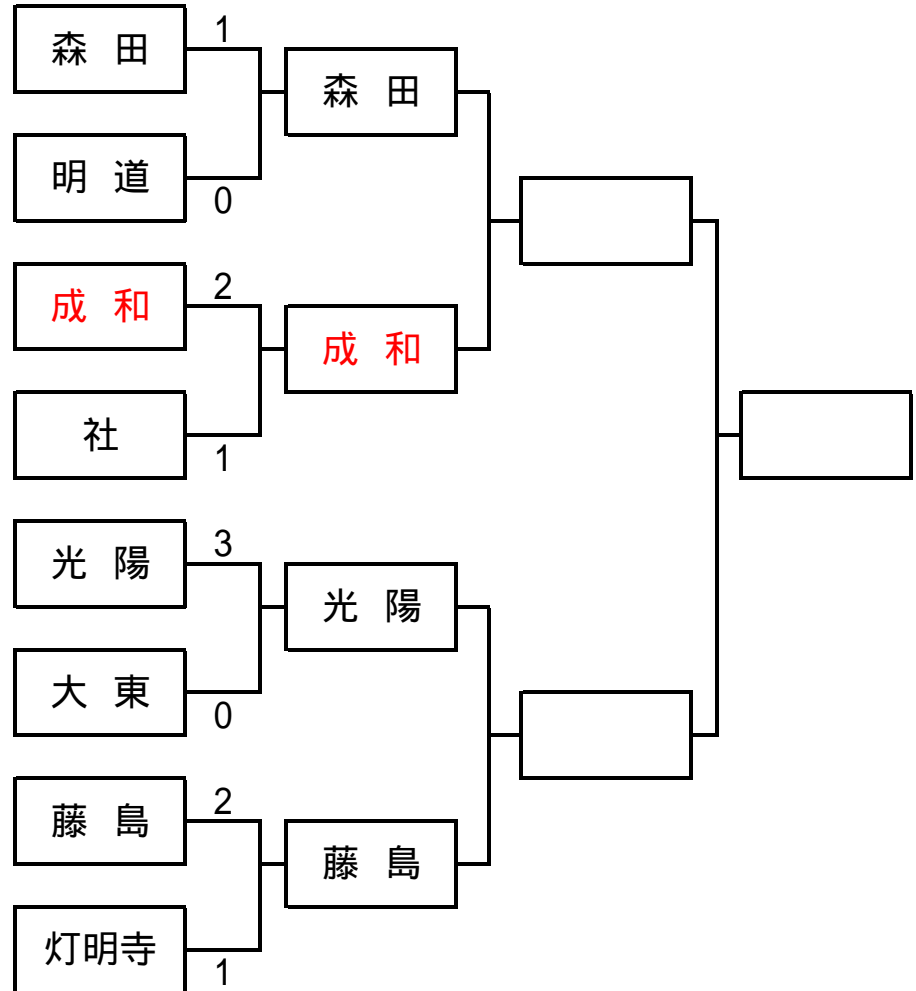 1
森 田
森 田
明 道
0
2
成 和
成 和
社
1
3
光 陽
光 陽
大 東
0
2
藤 島
藤 島
灯明寺
1